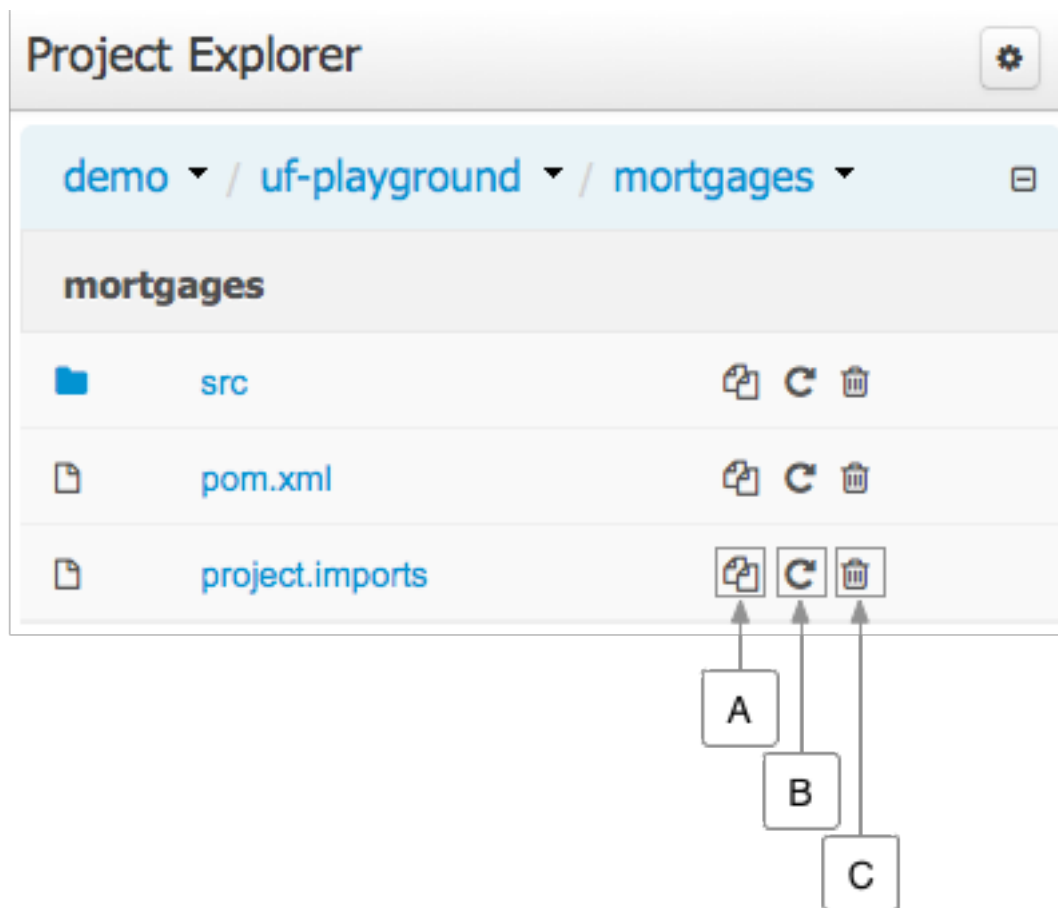 Project Explorer
demo / uf-playground / mortgages
mortgages
src
pom.xml
project.imports
A
B
C